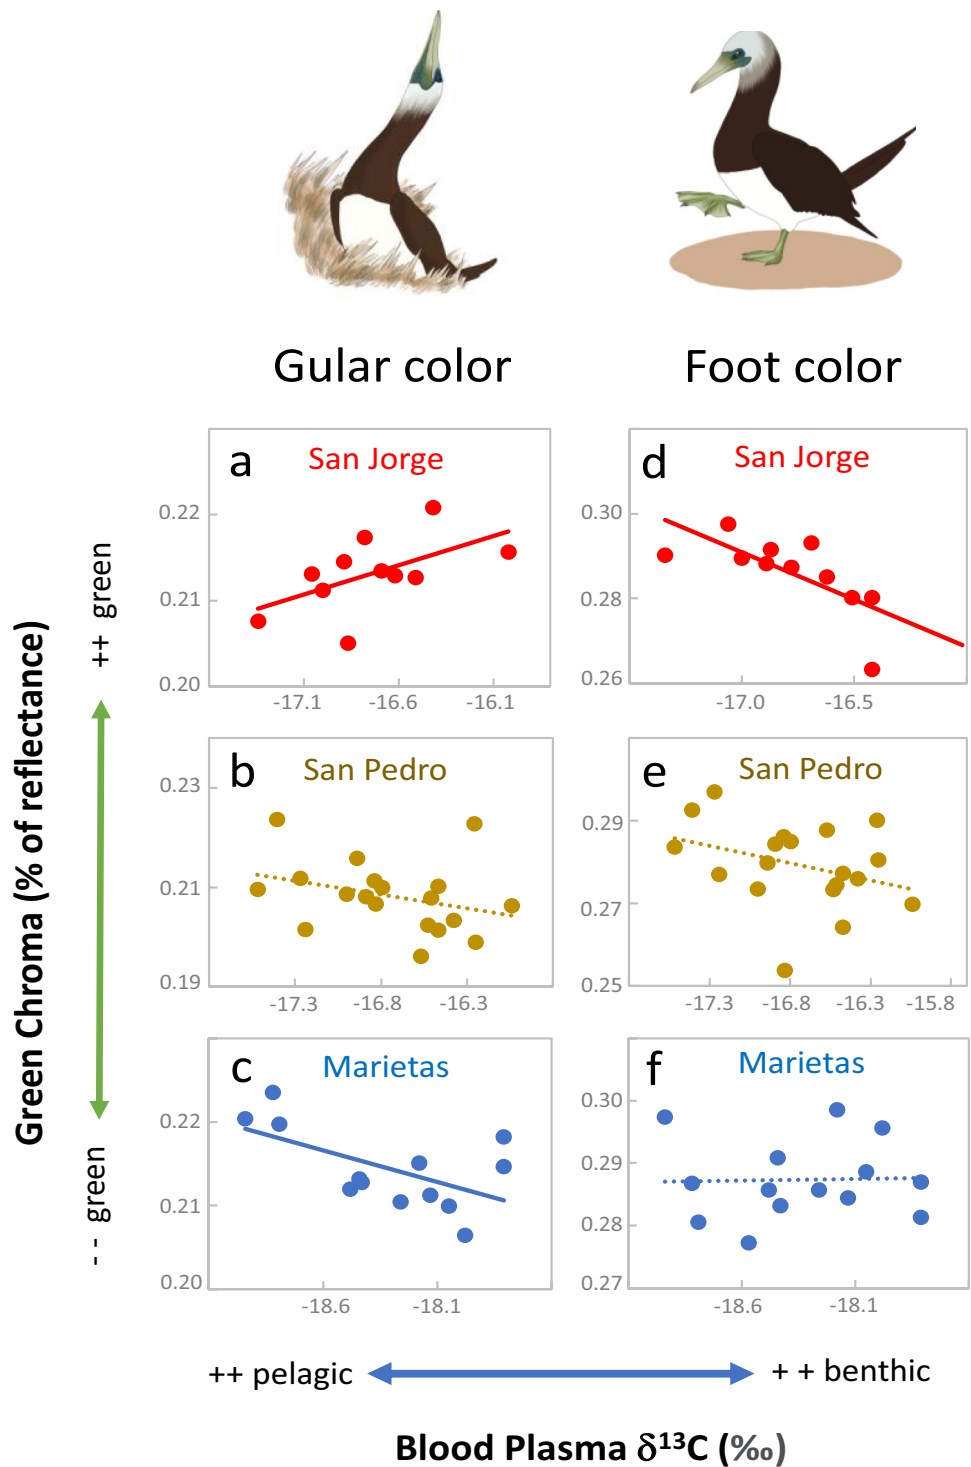 Gular color
Foot color
a
San Jorge
0.22
0.21
0.20
-17.1
-16.6
-16.1
d
San Jorge
0.30
0.28
0.26
-17.0
-16.5
b
San Pedro
0.23
0.21
0.19
-17.3
-16.8
-16.3
e
San Pedro
0.29
0.27
0.25
-17.3
-16.8
-16.3
-15.8
c
Marietas
0.22
0.21
0.20
-18.6
-18.1
f
Marietas
0.30
0.29
0.28
0.27
-18.6
-18.1
Green Chroma (% of reflectance)
++ green
- - green
++ pelagic
+ + benthic
Blood Plasma δ¹³C (‰)